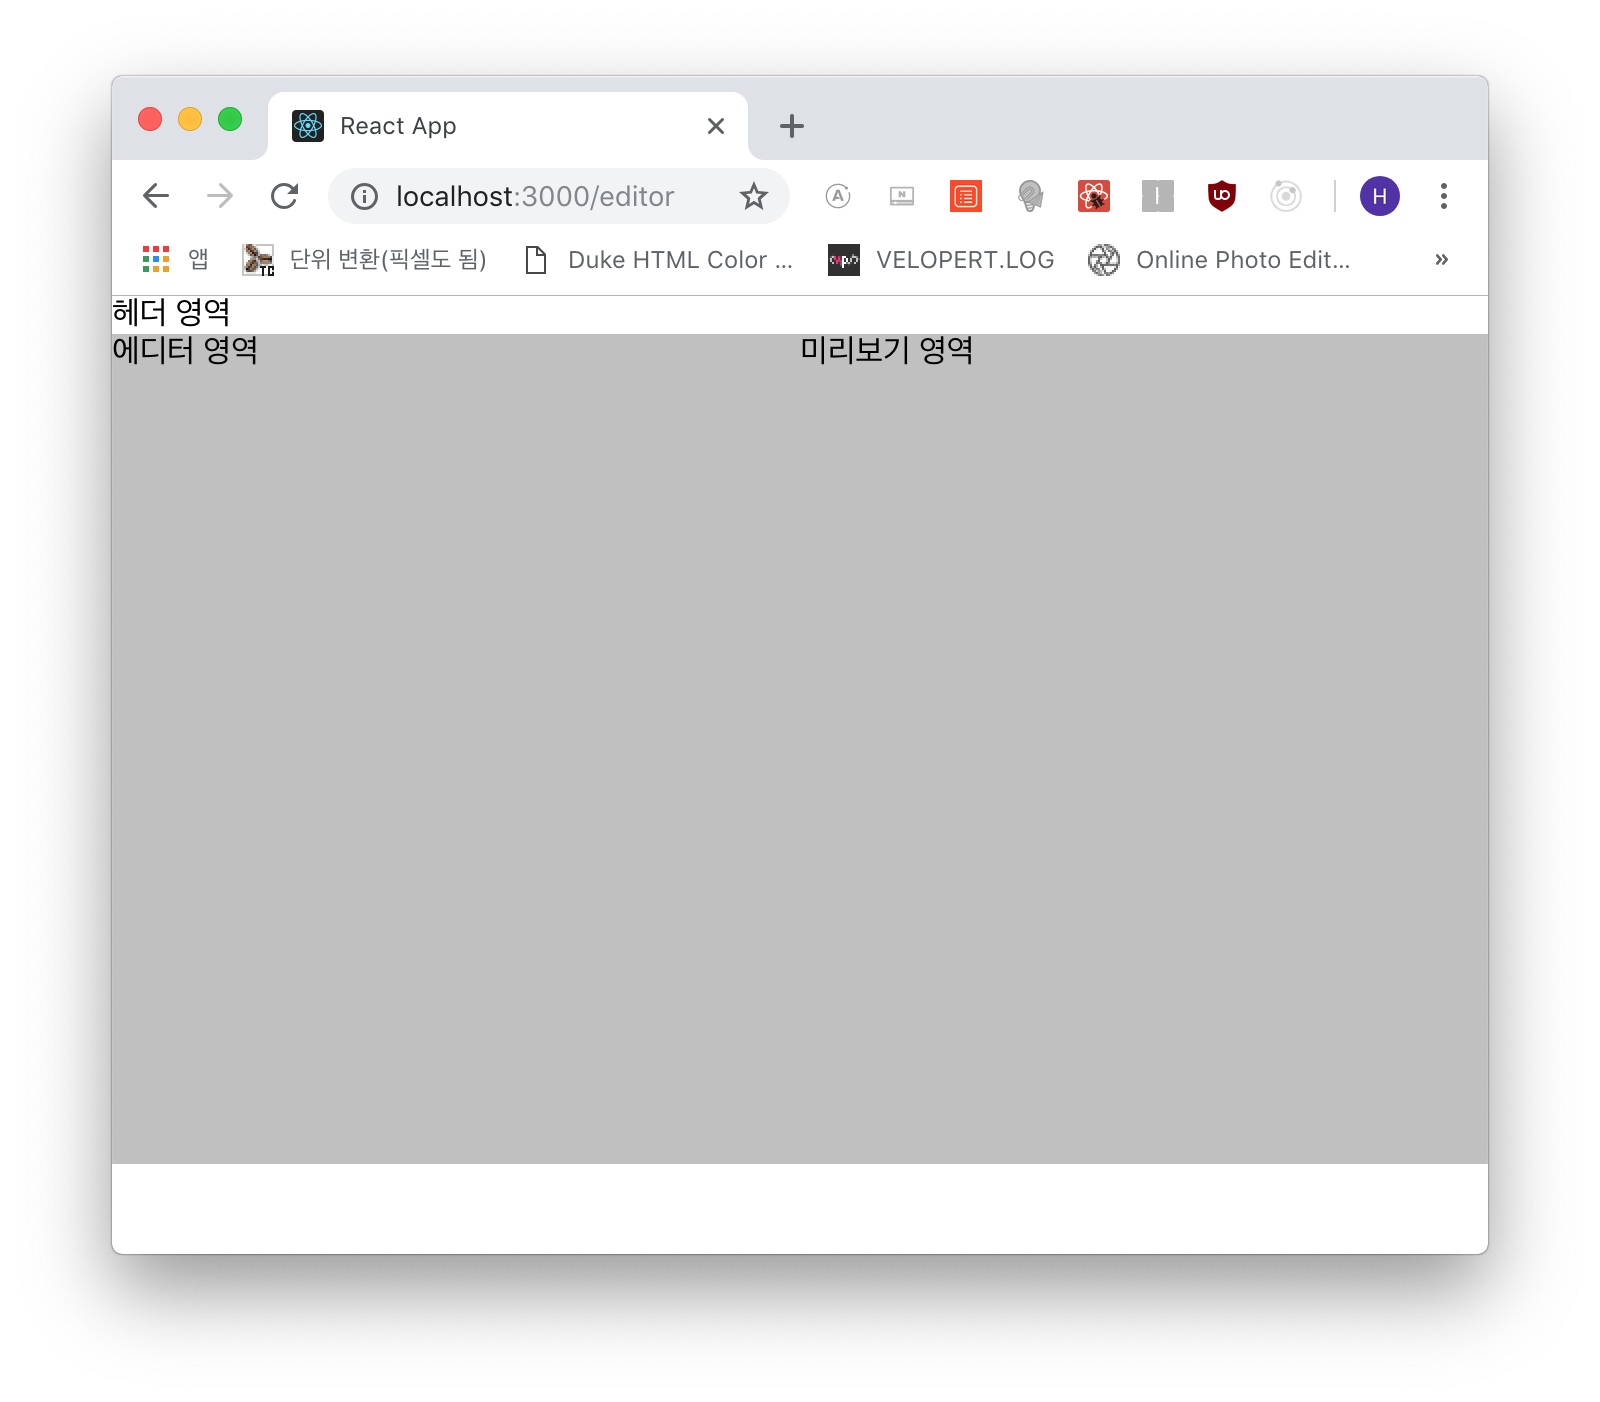 React App
localhost:3000/editor
H
앱 단위 변환(픽셀도 됨) Duke HTML Color ... VELOPERT.LOG Online Photo Edit... »
헤더 영역
에디터 영역 미리보기 영역